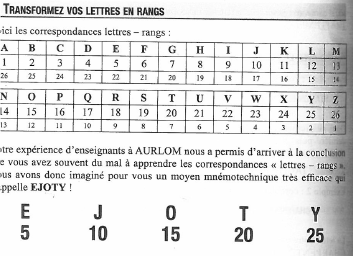 TRANSFORMEZ VOS LETTRES EN RANGS
ici les correspondances lettres – rangs :
A B C D E F G H I J K L M
1 2 3 4 5 6 7 8 9 10 11 12 13
26 25 24 23 22 21 20 19 18 17 16 15 14
N O P Q R S T U V W X Y Z
14 15 16 17 18 19 20 21 22 23 24 25 26
13 12 11 10 9 8 7 6 5 4 3 2 1
tre expérience d'enseignants à AURLOM nous a permis d'arriver à la conclusion
e vous avez souvent du mal à apprendre les correspondances « lettres – rangs ».
ous avons donc imaginé pour vous un moyen mnémotechnique très efficace qui
appelle EJOTY !
E J O T Y
5 10 15 20 25